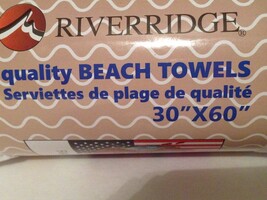 RIVERRIDGE®
quality BEACH TOWELS
Serviettes de plage de qualité
30"X60"